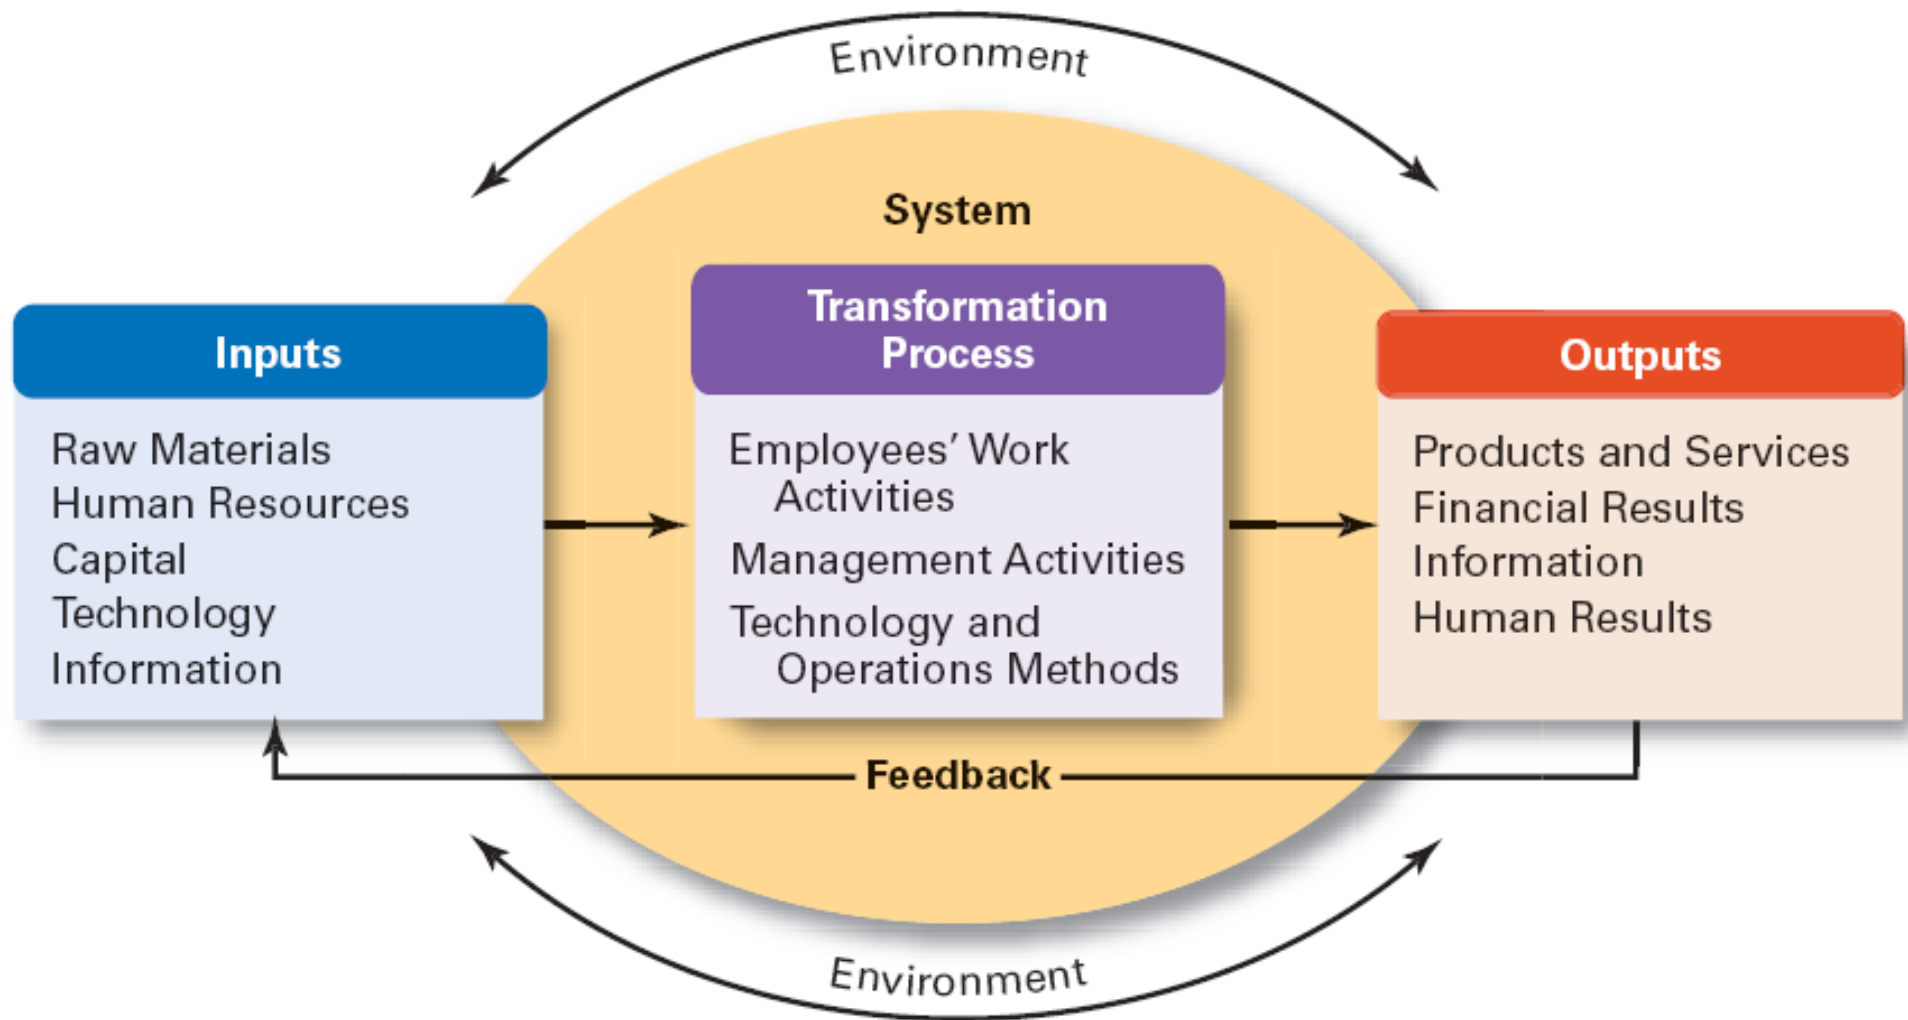 Environment
System
Inputs
Raw Materials
Human Resources
Capital
Technology
Information
Transformation
Process
Employees’ Work
Activities
Management Activities
Technology and
Operations Methods
Outputs
Products and Services
Financial Results
Information
Human Results
Feedback
Environment